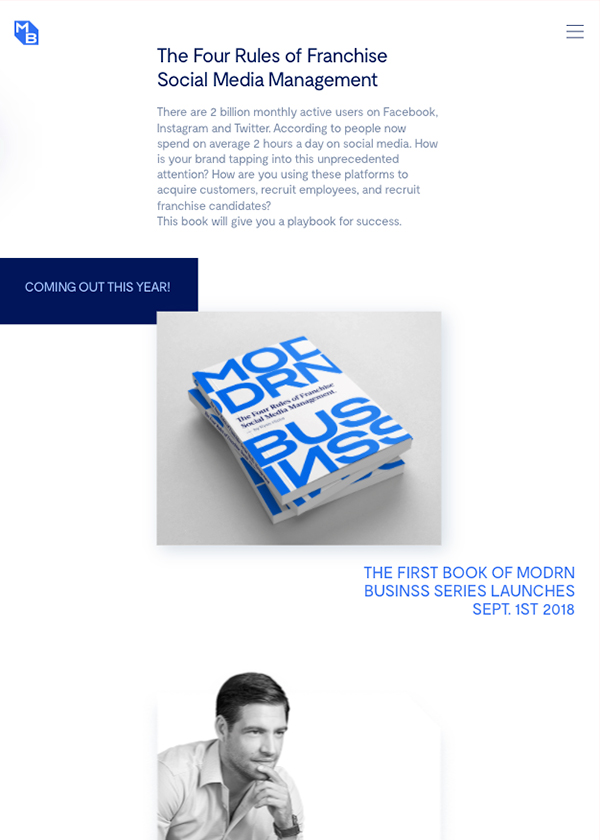 MB
The Four Rules of Franchise
Social Media Management
There are 2 billion monthly active users on Facebook,
Instagram and Twitter. According to people now
spend on average 2 hours a day on social media. How
is your brand tapping into this unprecedented
attention? How are you using these platforms to
acquire customers, recruit employees, and recruit
franchise candidates?
This book will give you a playbook for success.
COMING OUT THIS YEAR!
MOD
DRN
The Four Rules of Franchise
Social Media Management.
BUS
INSS
THE FIRST BOOK OF MODRN
BUSINSS SERIES LAUNCHES
SEPT. 1ST 2018